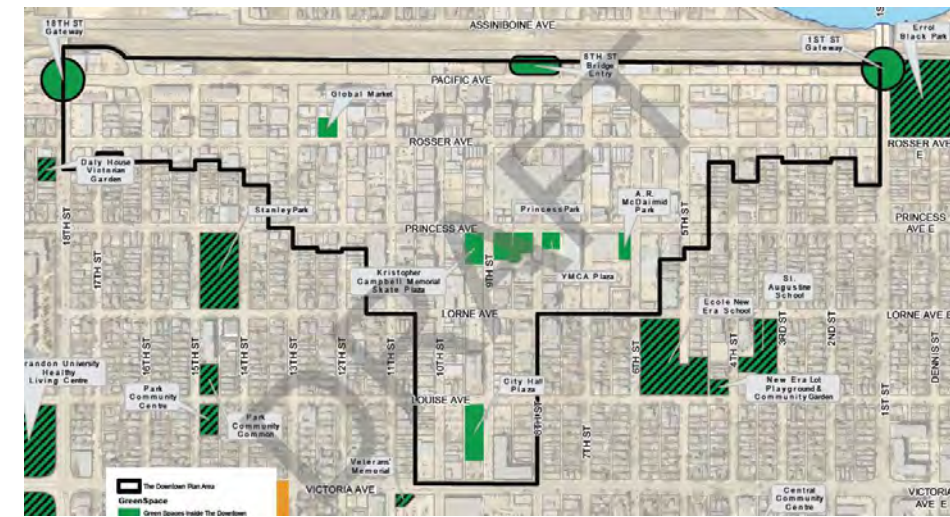 ASSINIBOINE AVE
18TH ST
Gateway
1ST ST
Gateway
Errol
Black Park
8TH ST
Bridge
Entry
PACIFIC AVE
Global Market
ROSSER AVE
ROSSER AVE
E
Daly House
Victorian
Garden
Stanley Park
Princess Park
A.R.
McDaimid
Park
18TH ST
17TH ST
5TH ST
PRINCESS AVE
PRINCESS
AVE E
Kristopher
Campbell Memorial
Skate Plaza
9TH ST
YMCA Plaza
St.
Augustine
School
Ecole New
Era School
LORNE AVE
LORNE AVE E
16TH ST
15TH ST
14TH ST
13TH ST
12TH ST
11TH ST
10TH ST
6TH ST
4TH ST
3RD ST
2ND ST
DENNIS ST
randon University
Healthy
Living Centre
Park
Community
Centre
City Hall
Plaza
New Era Lot
Playground &
Community Garden
1ST ST
LOUISE AVE
8TH ST
7TH ST
Park
Community
Common
Veterans'
Memorial
VICTORIA AVE
Central
Community
Centre
VICTORIA
AVE E
The Downtown Plan Area
GreenSpace
Green Spaces Inside The Downtown
DRAFT